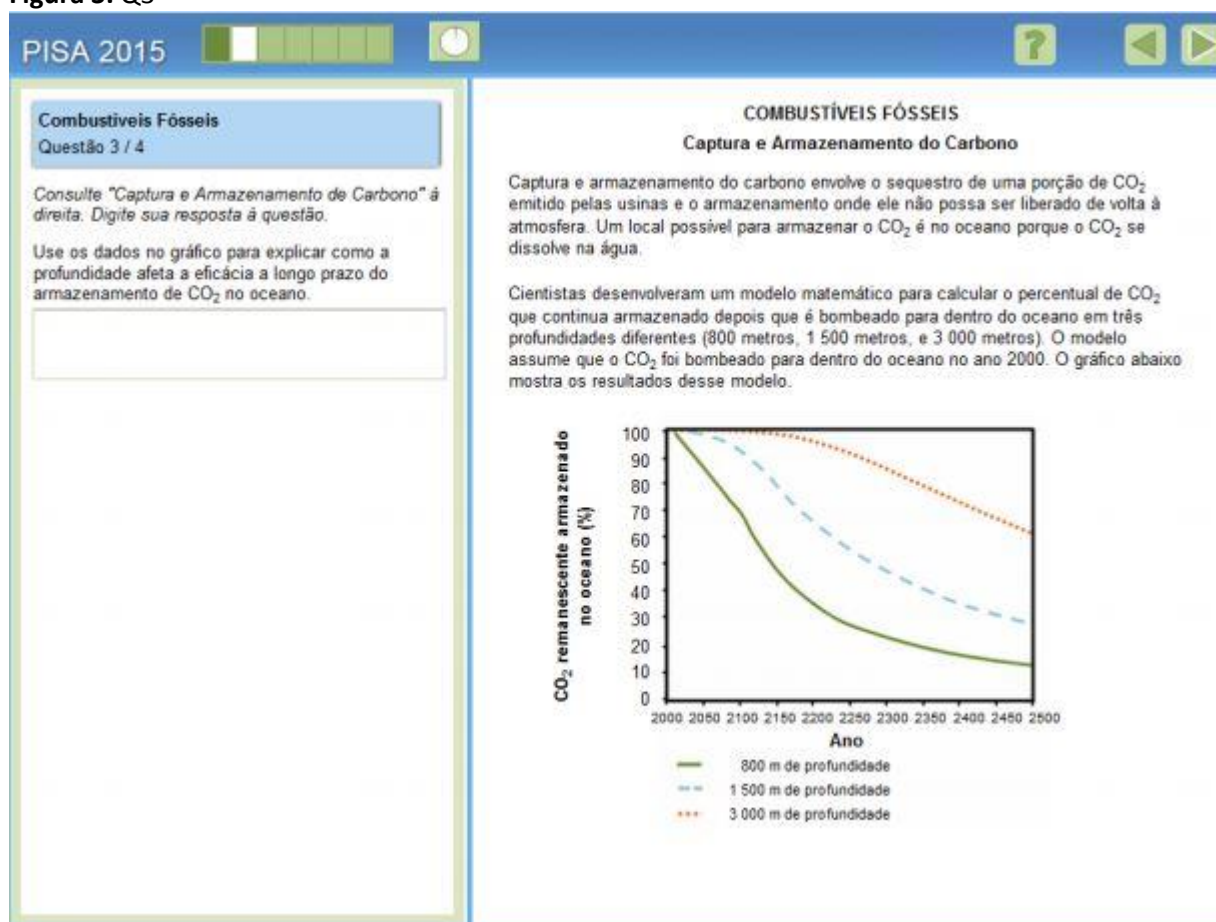 PISA 2015
?
Combustíveis Fósseis
Questão 3 / 4
Consulte "Captura e Armazenamento de Carbono" à
direita. Digite sua resposta à questão.
Use os dados no gráfico para explicar como a
profundidade afeta a eficácia a longo prazo do
armazenamento de CO₂ no oceano.
COMBUSTÍVEIS FÓSSEIS
Captura e Armazenamento do Carbono
Captura e armazenamento do carbono envolve o sequestro de uma porção de CO₂
emitido pelas usinas e o armazenamento onde ele não possa ser liberado de volta à
atmosfera. Um local possível para armazenar o CO₂ é no oceano porque o CO₂ se
dissolve na água.
Cientistas desenvolveram um modelo matemático para calcular o percentual de CO₂
que continua armazenado depois que é bombeado para dentro do oceano em três
profundidades diferentes (800 metros, 1 500 metros, e 3 000 metros). O modelo
assume que o CO₂ foi bombeado para dentro do oceano no ano 2000. O gráfico abaixo
mostra os resultados desse modelo.
CO₂ remanescente armazenado
no oceano (%)
100
90
80
70
60
50
40
30
20
10
0
2000 2050 2100 2150 2200 2250 2300 2350 2400 2450 2500
Ano
800 m de profundidade
1 500 m de profundidade
3 000 m de profundidade